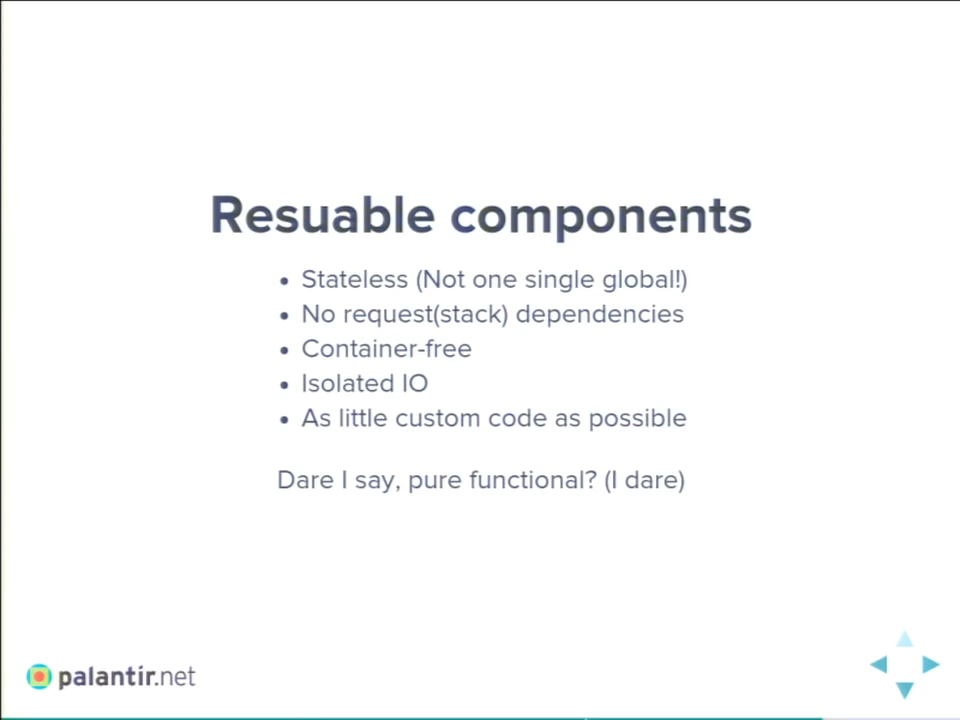 Resuable components
• Stateless (Not one single global!)
• No request(stack) dependencies
• Container-free
• Isolated IO
• As little custom code as possible
Dare I say, pure functional? (I dare)
palantir.net